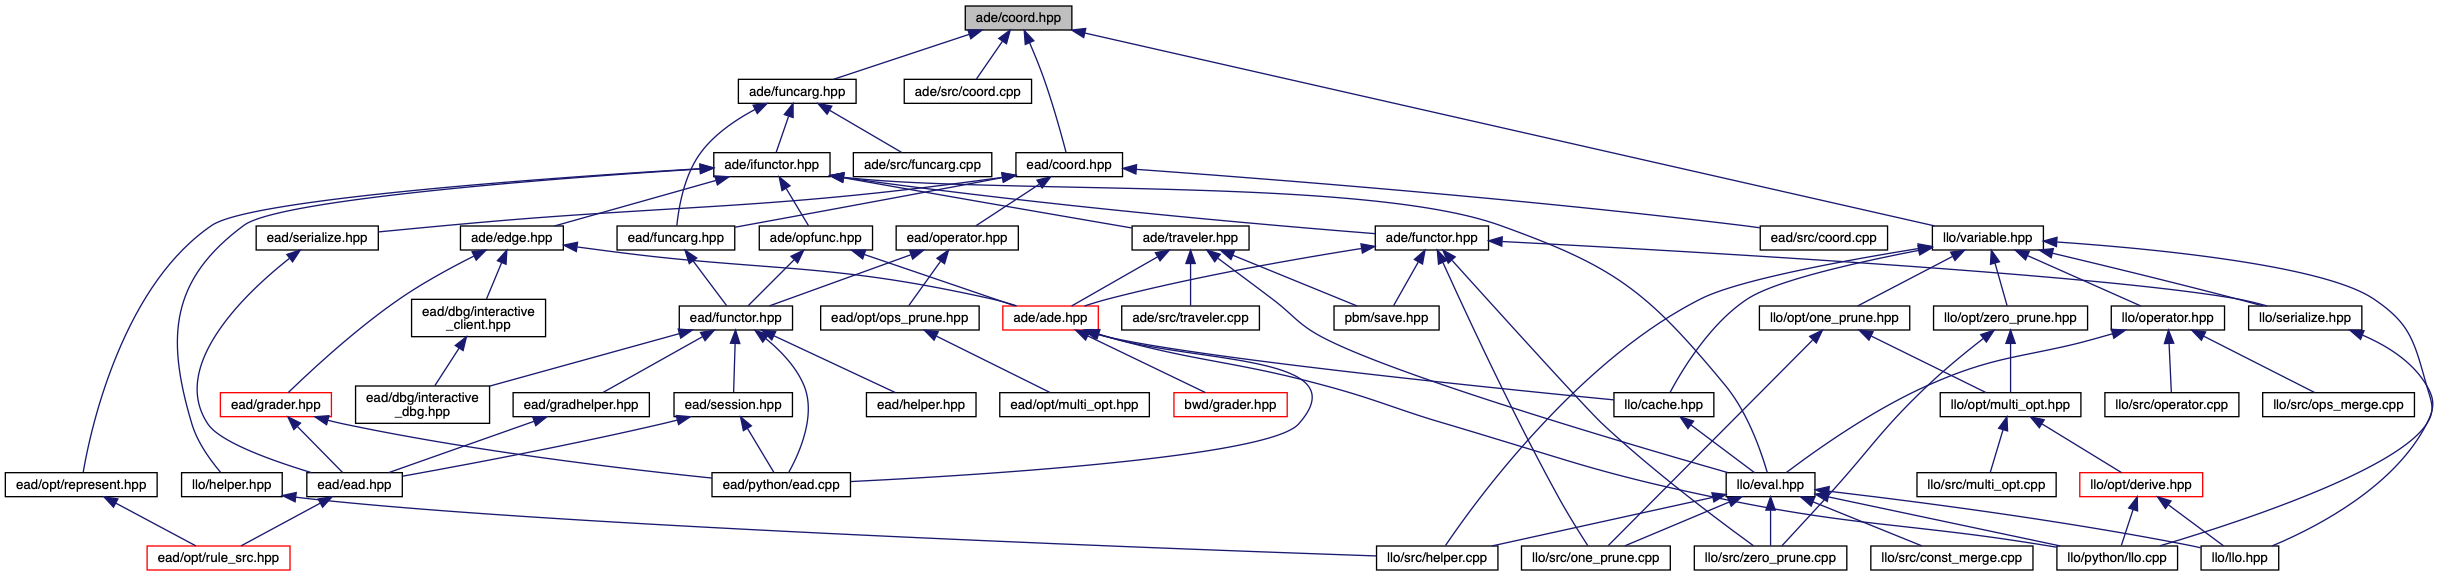 ade/coord.hpp
ade/funcarg.hpp
ade/src/coord.cpp
ade/ifunctor.hpp
ade/src/funcarg.cpp
ead/coord.hpp
ead/serialize.hpp
ade/edge.hpp
ead/funcarg.hpp
ade/opfunc.hpp
ead/operator.hpp
ade/traveler.hpp
ade/functor.hpp
ead/src/coord.cpp
llo/variable.hpp
ead/dbg/interactive
_client.hpp
ead/functor.hpp
ead/opt/ops_prune.hpp
ade/ade.hpp
ade/src/traveler.cpp
pbm/save.hpp
llo/opt/one_prune.hpp
llo/opt/zero_prune.hpp
llo/operator.hpp
llo/serialize.hpp
ead/grader.hpp
ead/dbg/interactive
_dbg.hpp
ead/gradhelper.hpp
ead/session.hpp
ead/helper.hpp
ead/opt/multi_opt.hpp
bwd/grader.hpp
llo/cache.hpp
llo/opt/multi_opt.hpp
llo/src/operator.cpp
llo/src/ops_merge.cpp
ead/opt/represent.hpp
llo/helper.hpp
ead/ead.hpp
ead/python/ead.cpp
llo/eval.hpp
llo/src/multi_opt.cpp
llo/opt/derive.hpp
ead/opt/rule_src.hpp
llo/src/helper.cpp
llo/src/one_prune.cpp
llo/src/zero_prune.cpp
llo/src/const_merge.cpp
llo/python/llo.cpp
llo/llo.hpp